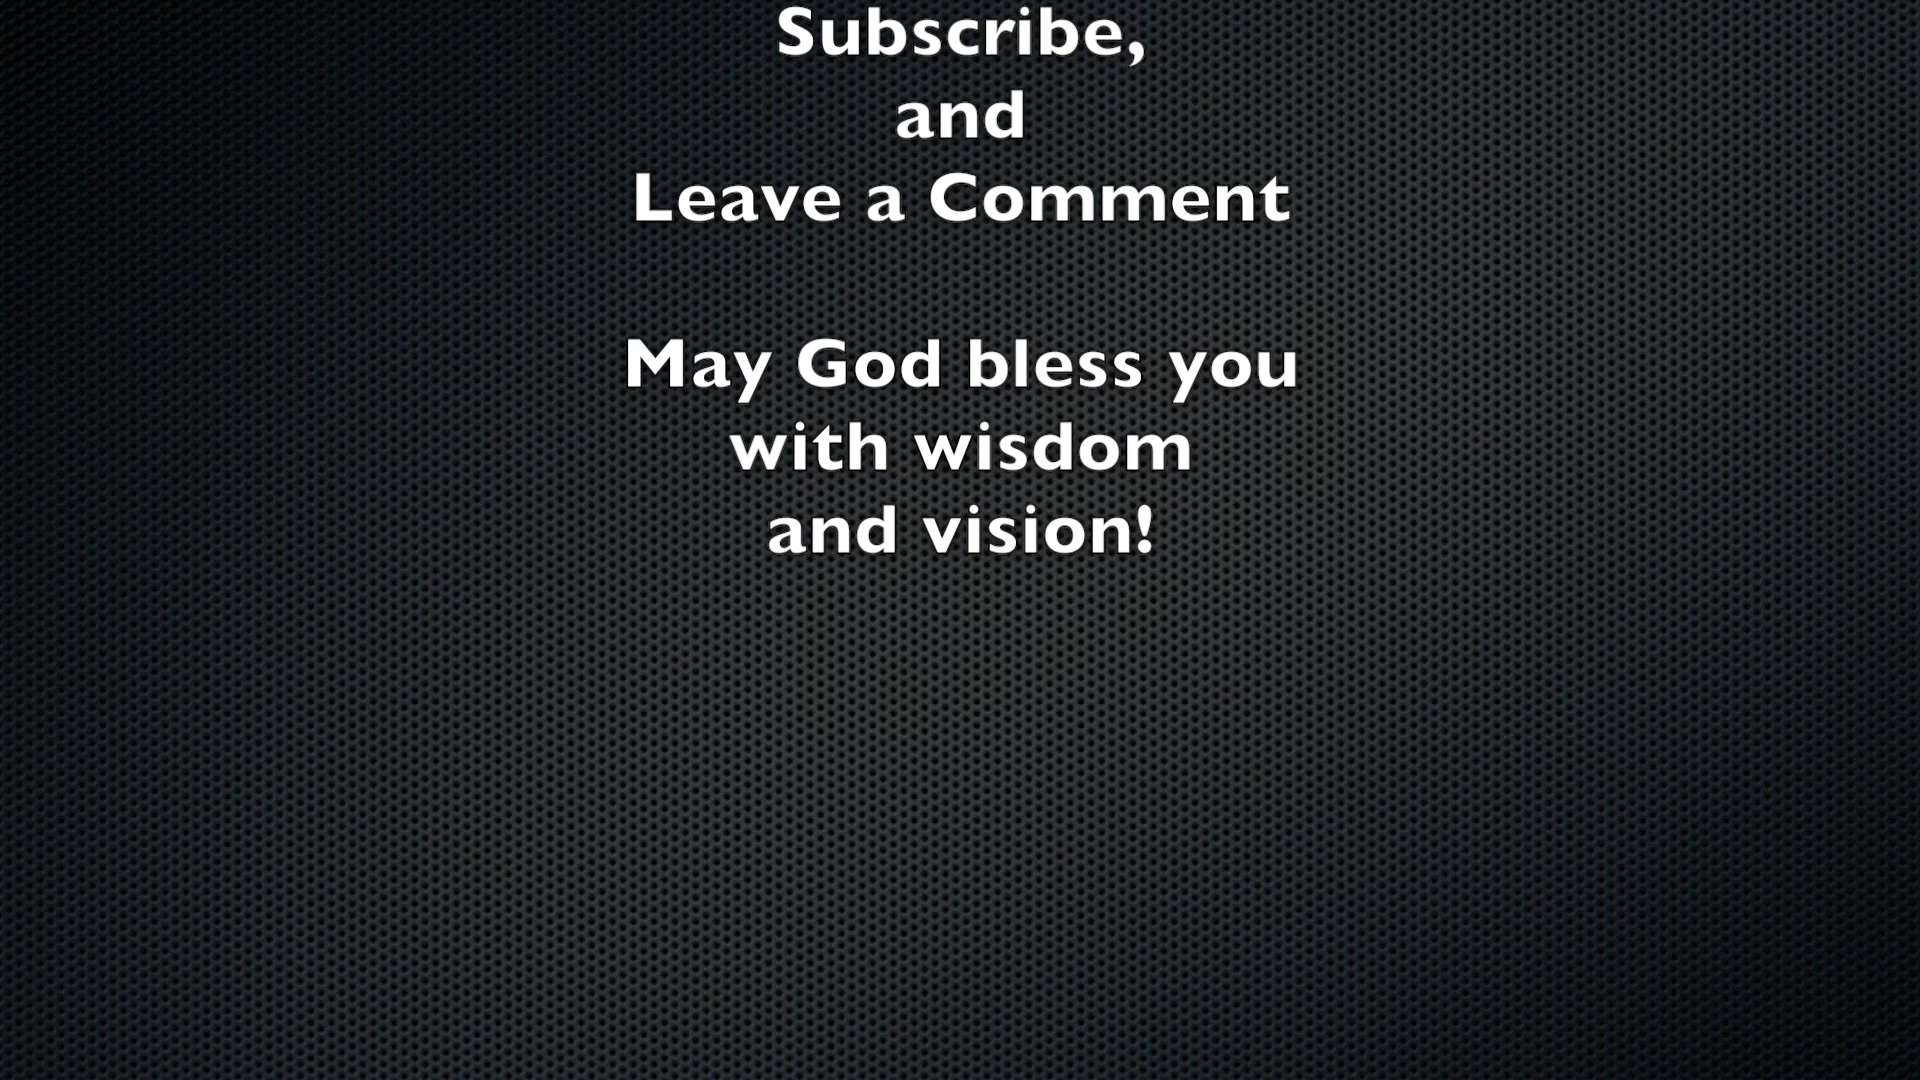 Subscribe,
and
Leave a Comment
May God bless you
with wisdom
and vision!